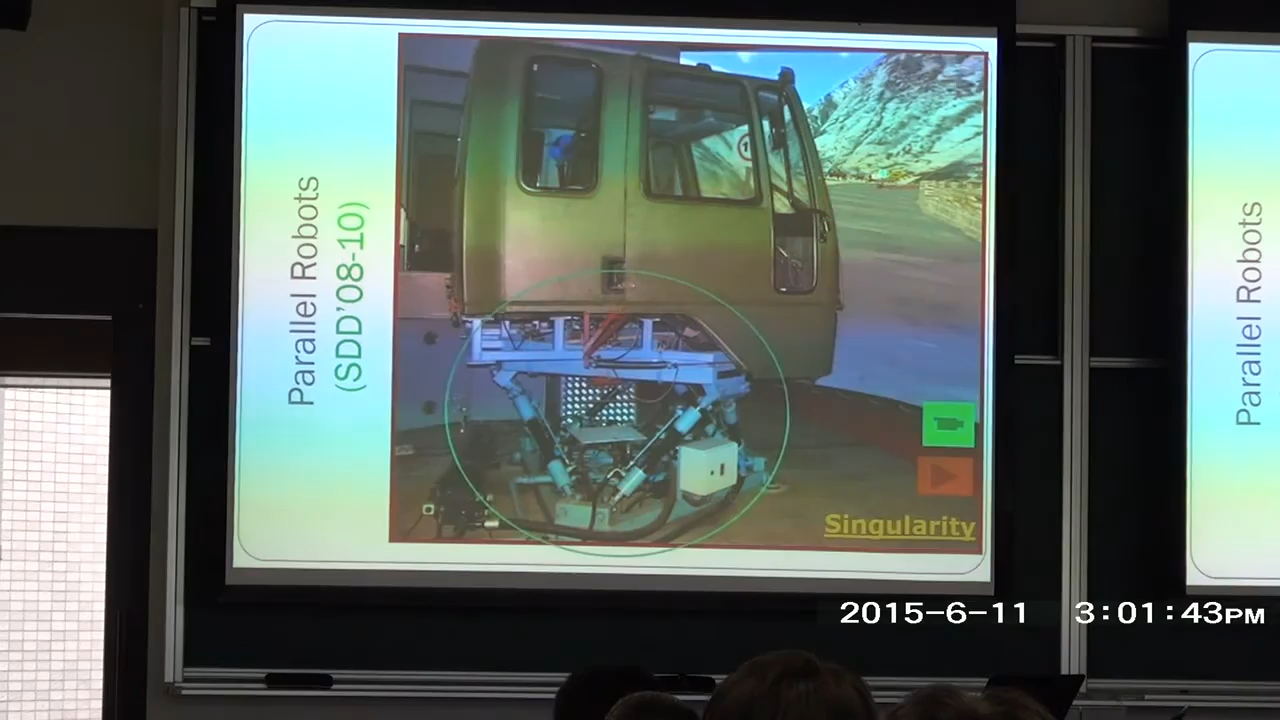 Parallel Robots
(SDD'08-10)
Singularity
Parallel Robots
2015-6-11 3:01:43PM